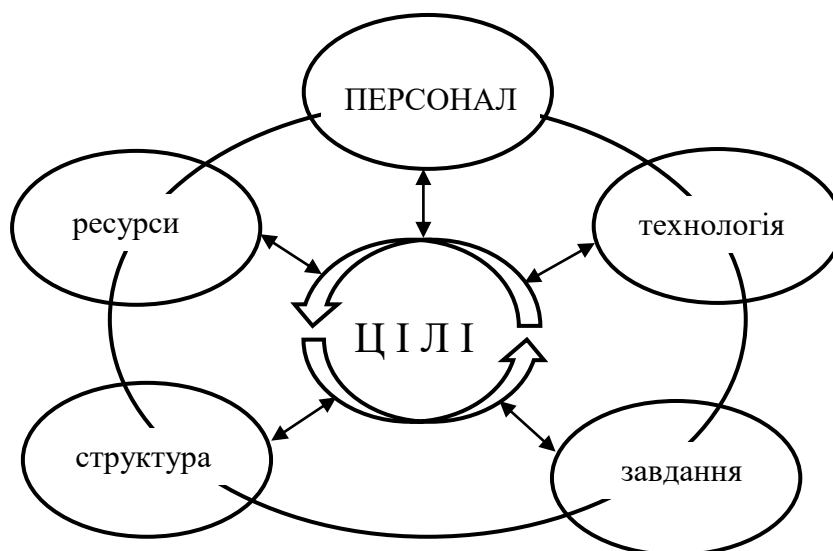 ПЕРСОНАЛ
ресурси
технологія
Ц І Л І
структура
завдання